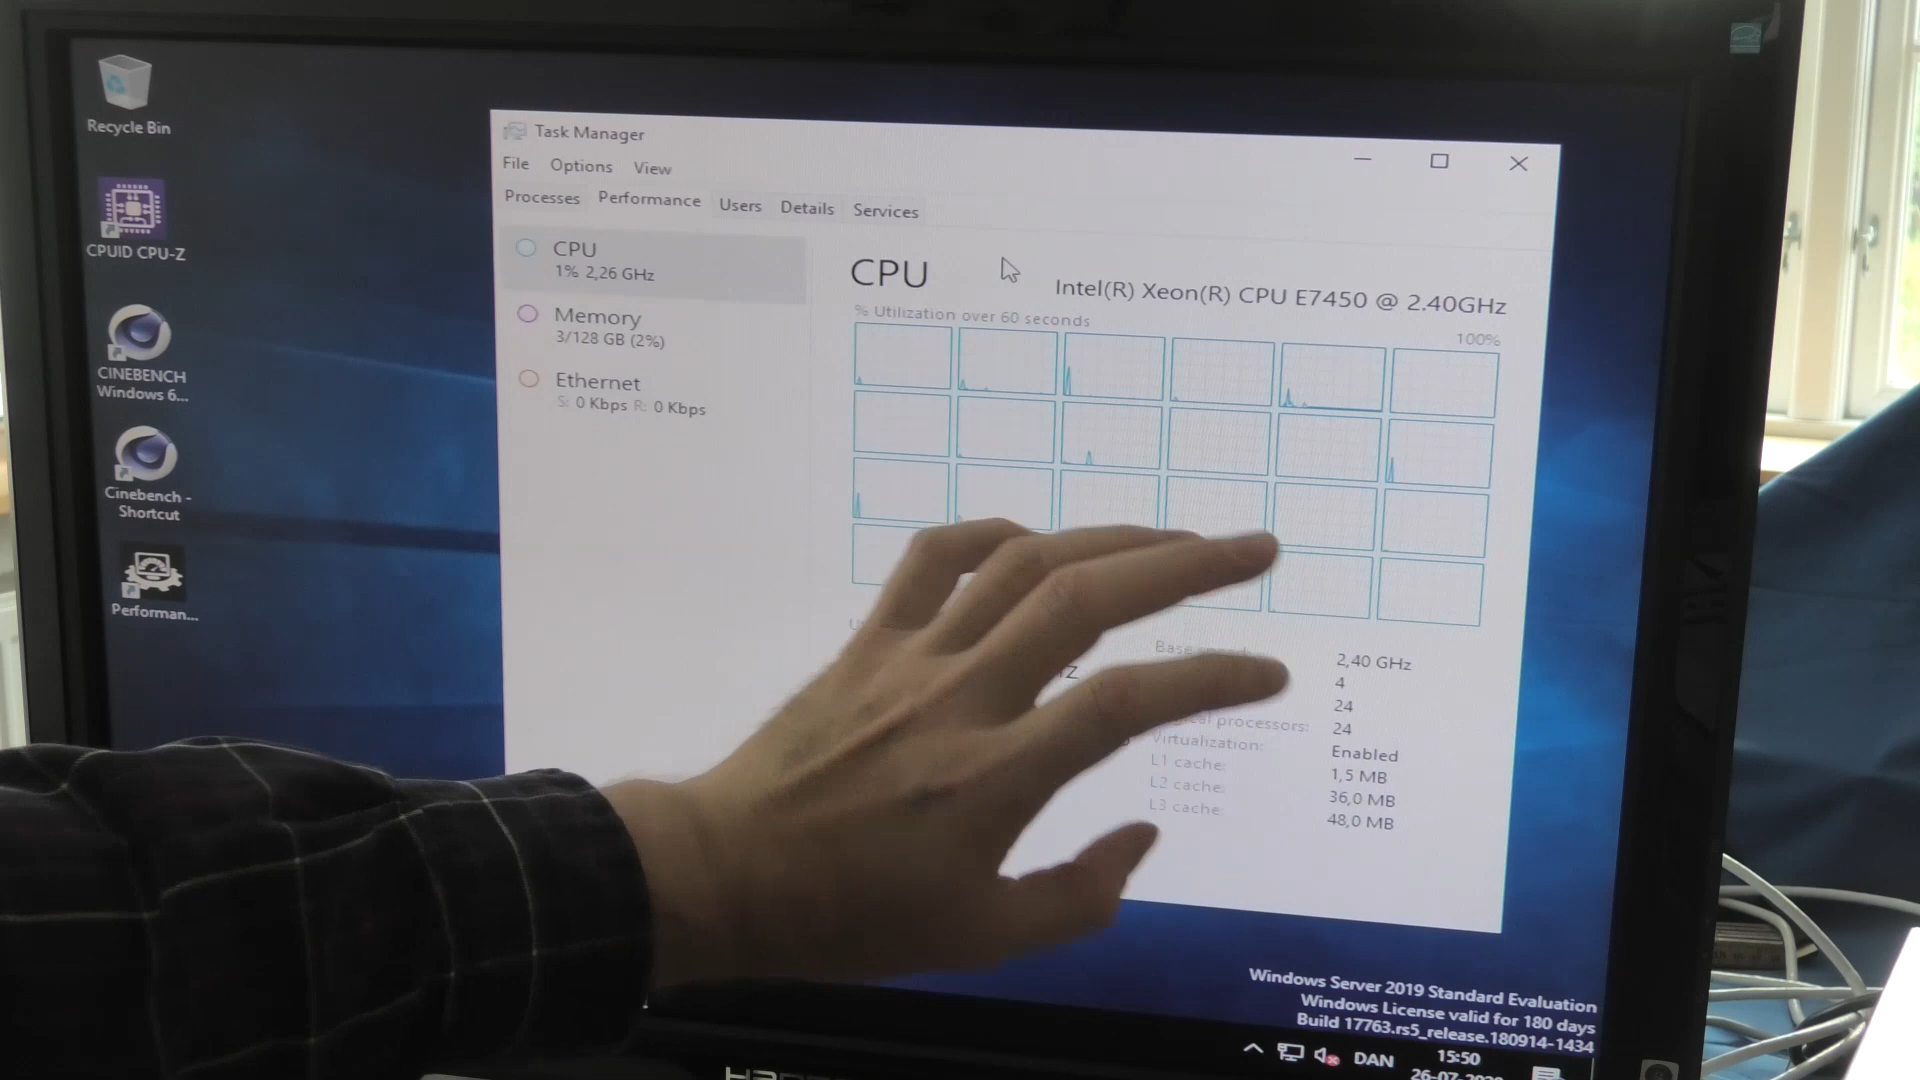 Recycle Bin
CPUID CPU-Z
CINEBENCH
Windows 6...
Cinebench -
Shortcut
Performan...
Task Manager
File Options View
Processes Performance Users Details Services
CPU
1% 2,26 GHz
Memory
3/128 GB (2%)
Ethernet
S: 0 Kbps R: 0 Kbps
CPU
Intel(R) Xeon(R) CPU E7450 @ 2.40GHz
% Utilization over 60 seconds
100%
Base 2,40 GHz
4
24
processors: 24
Virtualization: Enabled
L1 cache: 1,5 MB
L2 cache: 36,0 MB
L3 cache: 48,0 MB
Windows Server 2019 Standard Evaluation
Windows License valid for 180 days
Build 17763.rs5_release.180914-1434
DAN
15:50